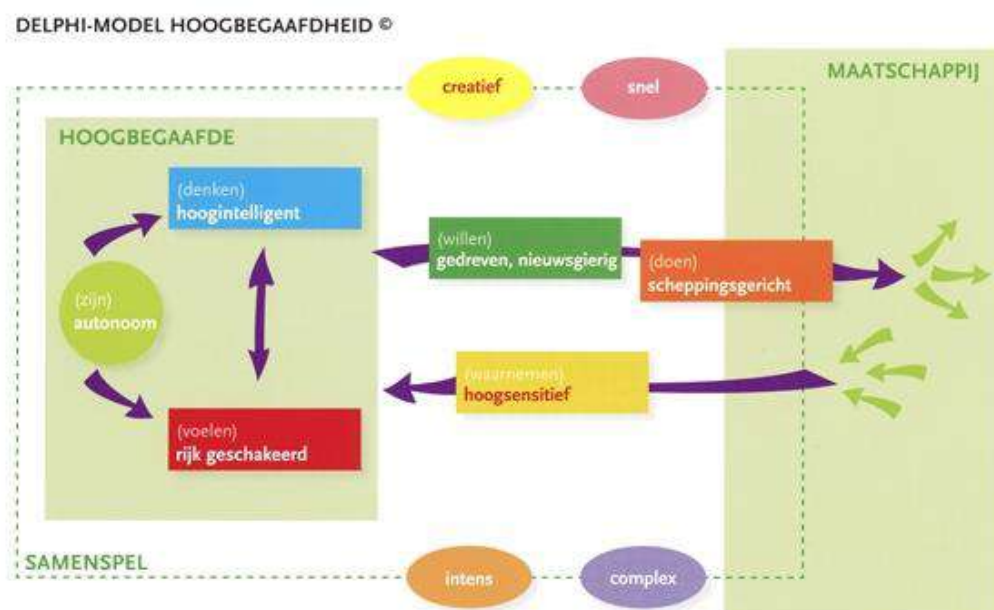 DELPHI-MODEL HOOGBEGAAFDHEID ©
creatief
snel
MAATSCHAPPIJ
HOOGBEGAAFDE
(denken)
hoogintelligent
(willen)
gedreven, nieuwsgierig
(doen)
scheppingsgericht
(zijn)
autonoom
(waarnemen)
hoogsensitief
(voelen)
rijk geschakeerd
SAMENSPEL
intens
complex